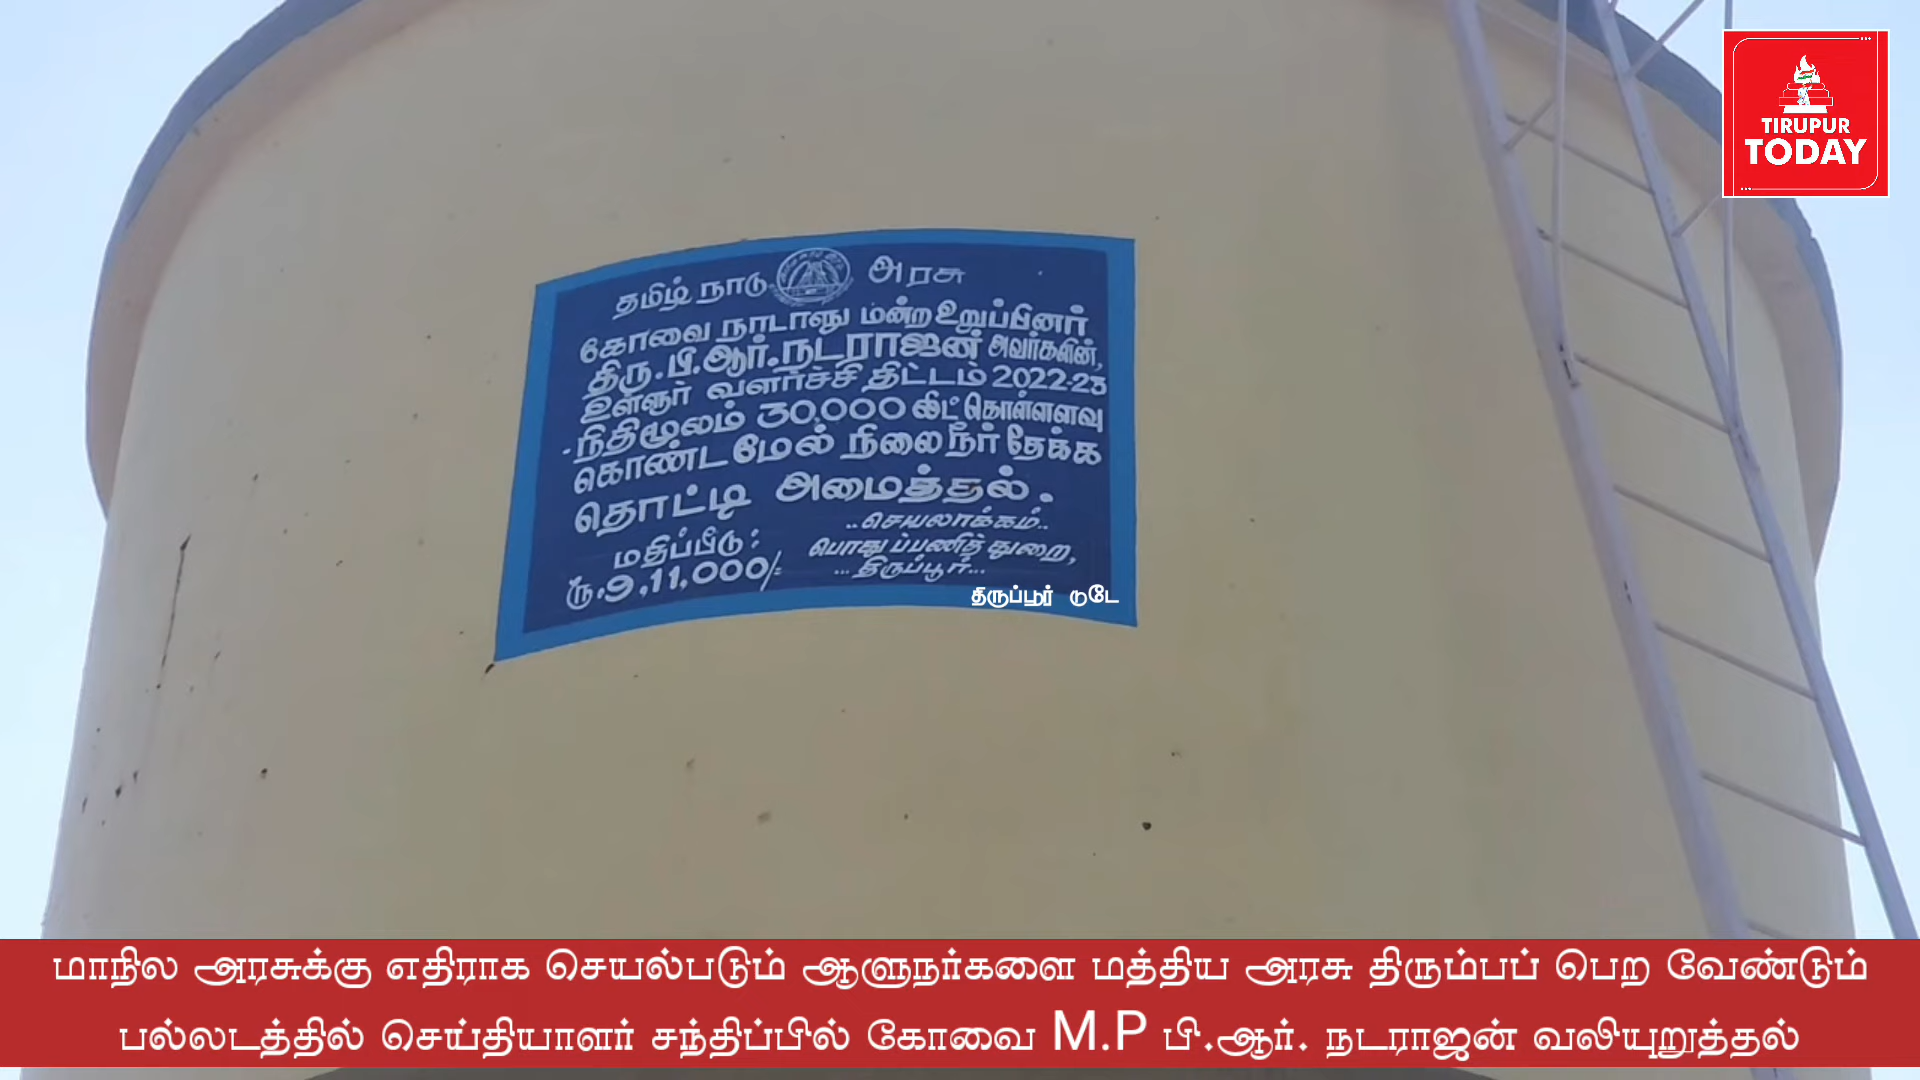 TIRUPUR
TODAY
தமிழ் நாடு அரசு
கோவை நாடாளு மன்ற உறுப்பினர்
திரு. பி.ஆர். நடராஜன் அவர்களின்,
உள்ளூர் வளர்ச்சி திட்டம் 2022-23
நிதிமூலம் 30,000 லிட் கொள்ளளவு
கொண்ட மேல் நிலை நீர் தேக்க
தொட்டி அமைத்தல்.
..செயலாக்கம்..
மதிப்பீடு:
பொதுப்பணித்துறை,
ரூ.9,11,000/-
...திருப்பூர்...
திருப்பூர் டுடே
மாநில அரசுக்கு எதிராக செயல்படும் ஆளுநர்களை மத்திய அரசு திரும்பப் பெற வேண்டும்
பல்லடத்தில் செய்தியாளர் சந்திப்பில் கோவை M.P பி.ஆர். நடராஜன் வலியுறுத்தல்